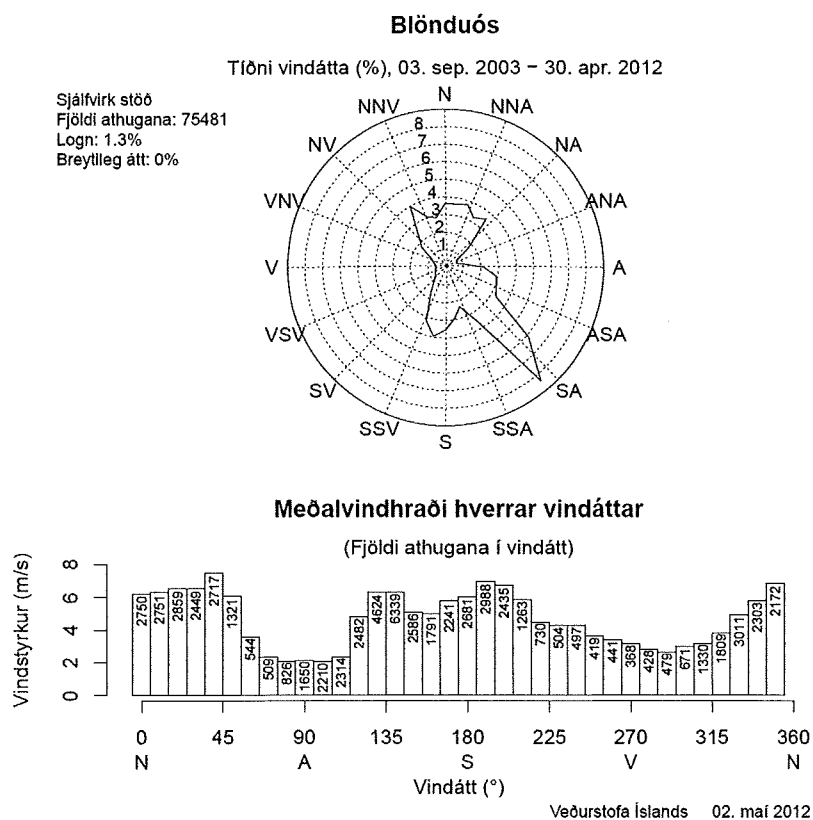 Blönduós
Tíðni vindátta (%), 03. sep. 2003 − 30. apr. 2012
Sjálfvirk stöð
Fjöldi athugana: 75481
Logn: 1.3%
Breytileg átt: 0%
N
NNV
NNA
NV
NA
VNV
ANA
V
A
VSV
ASA
SV
SA
SSV
SSA
S
8
7
6
5
4
3
2
1
Meðalvindhraði hverrar vindáttar
(Fjöldi athugana í vindátt)
Vindstyrkur (m/s)
8
6
4
2
0
2750 2751 2859 2449 2717 1321 544 509 826 1650 2210 2314 2482 4624 6339 2586 1791 2241 2681 2988 2435 1263 730 504 497 419 441 368 428 479 671 1330 1809 3011 2303 2172
0 45 90 135 180 225 270 315 360
N A S V N
Vindátt (°)
Veðurstofa Íslands 02. maí 2012